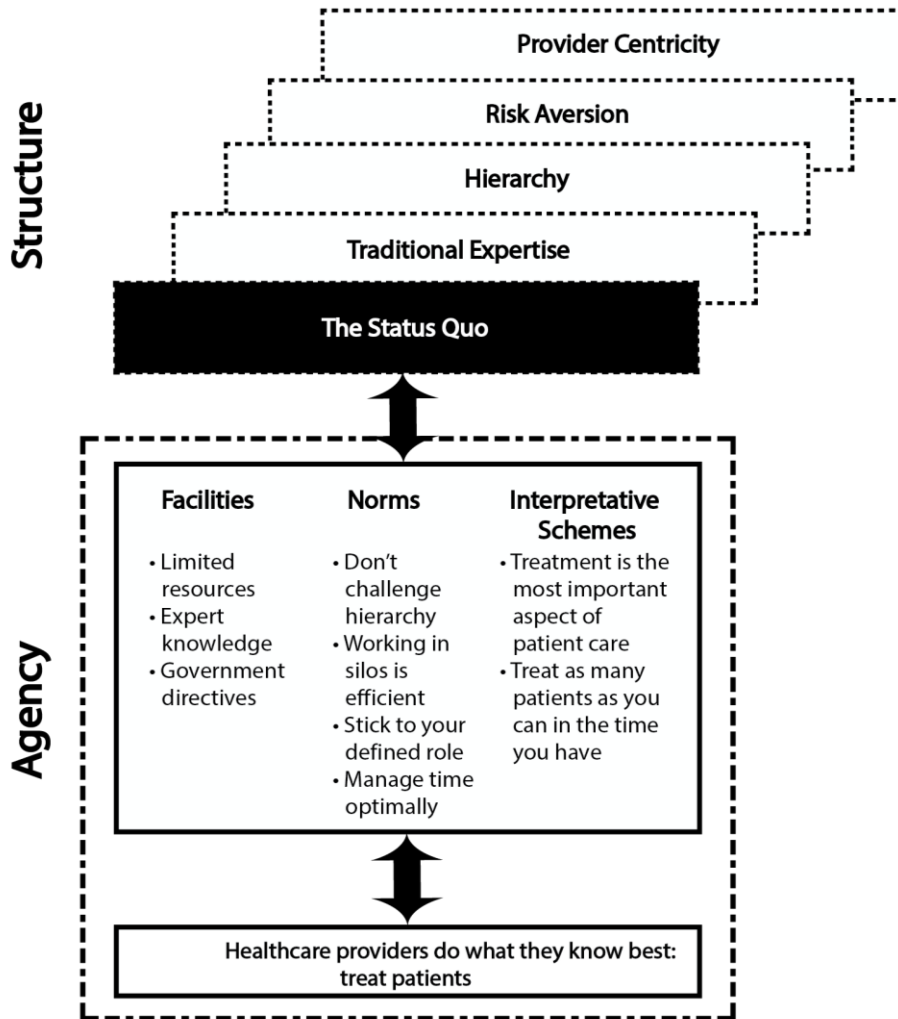 Structure
Provider Centricity
Risk Aversion
Hierarchy
Traditional Expertise
The Status Quo
Agency
Facilities
• Limited
resources
• Expert
knowledge
• Government
directives
Norms
• Don’t
challenge
hierarchy
• Working in
silos is
efficient
• Stick to your
defined role
• Manage time
optimally
Interpretative
Schemes
• Treatment is the
most important
aspect of
patient care
• Treat as many
patients as you
can in the time
you have
Healthcare providers do what they know best:
treat patients